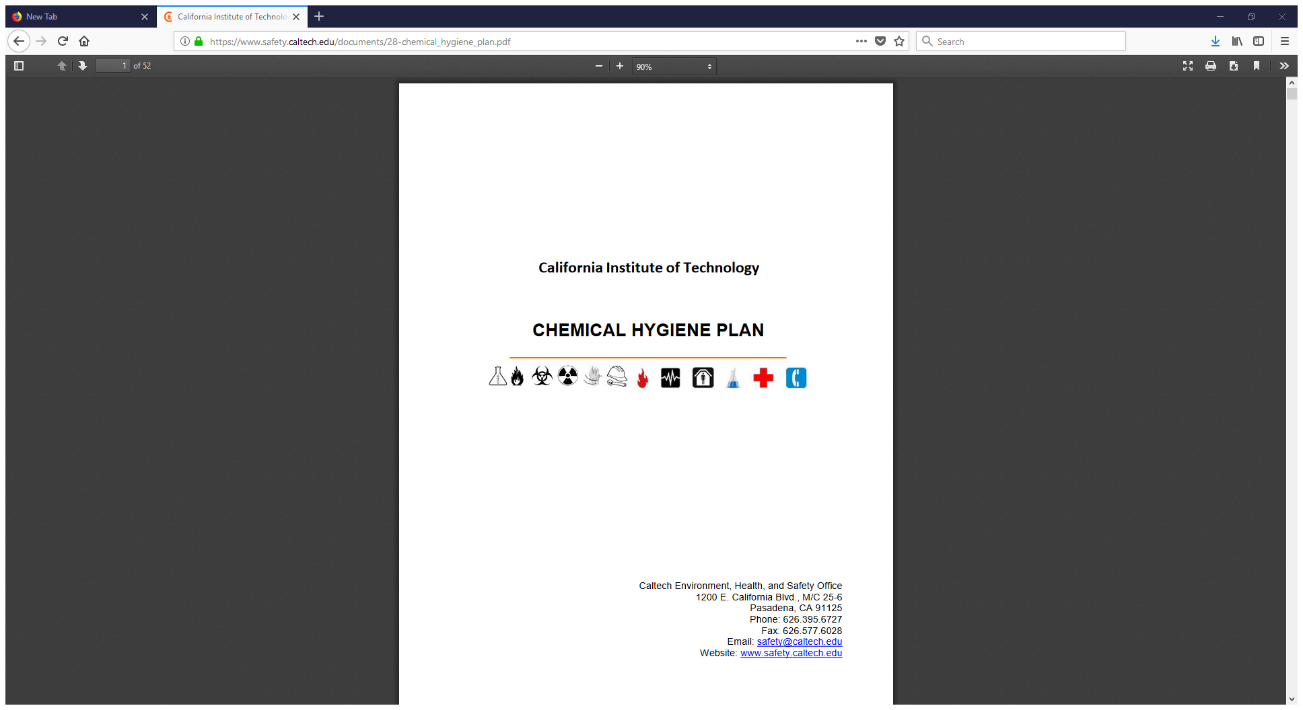 New Tab
California Institute of Technolo
https://www.safety.caltech.edu/documents/28-chemical_hygiene_plan.pdf
Search
1 of 52
90%
California Institute of Technology
CHEMICAL HYGIENE PLAN
Caltech Environment, Health, and Safety Office
1200 E. California Blvd., M/C 25-6
Pasadena, CA 91125
Phone: 626.395.6727
Fax: 626.577.6028
Email: safety@caltech.edu
Website: www.safety.caltech.edu